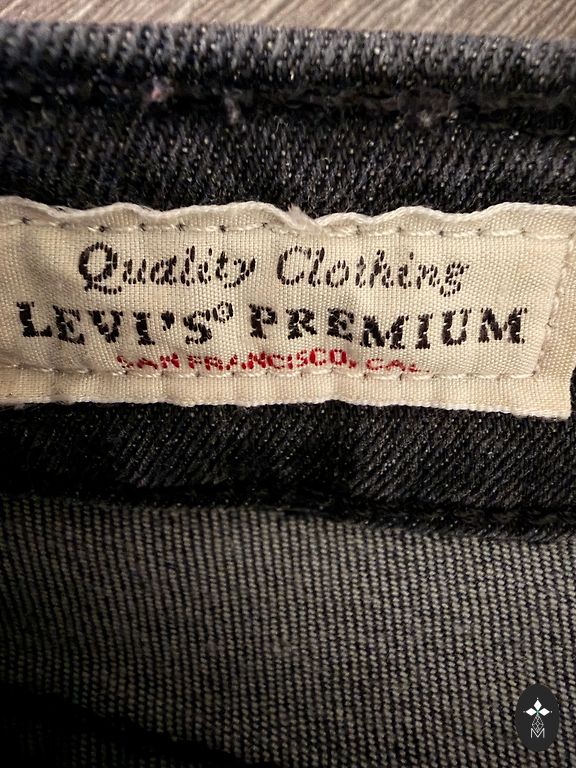 Quality Clothing
LEVI'S® PREMIUM
SAN FRANCISCO, CAL.
M